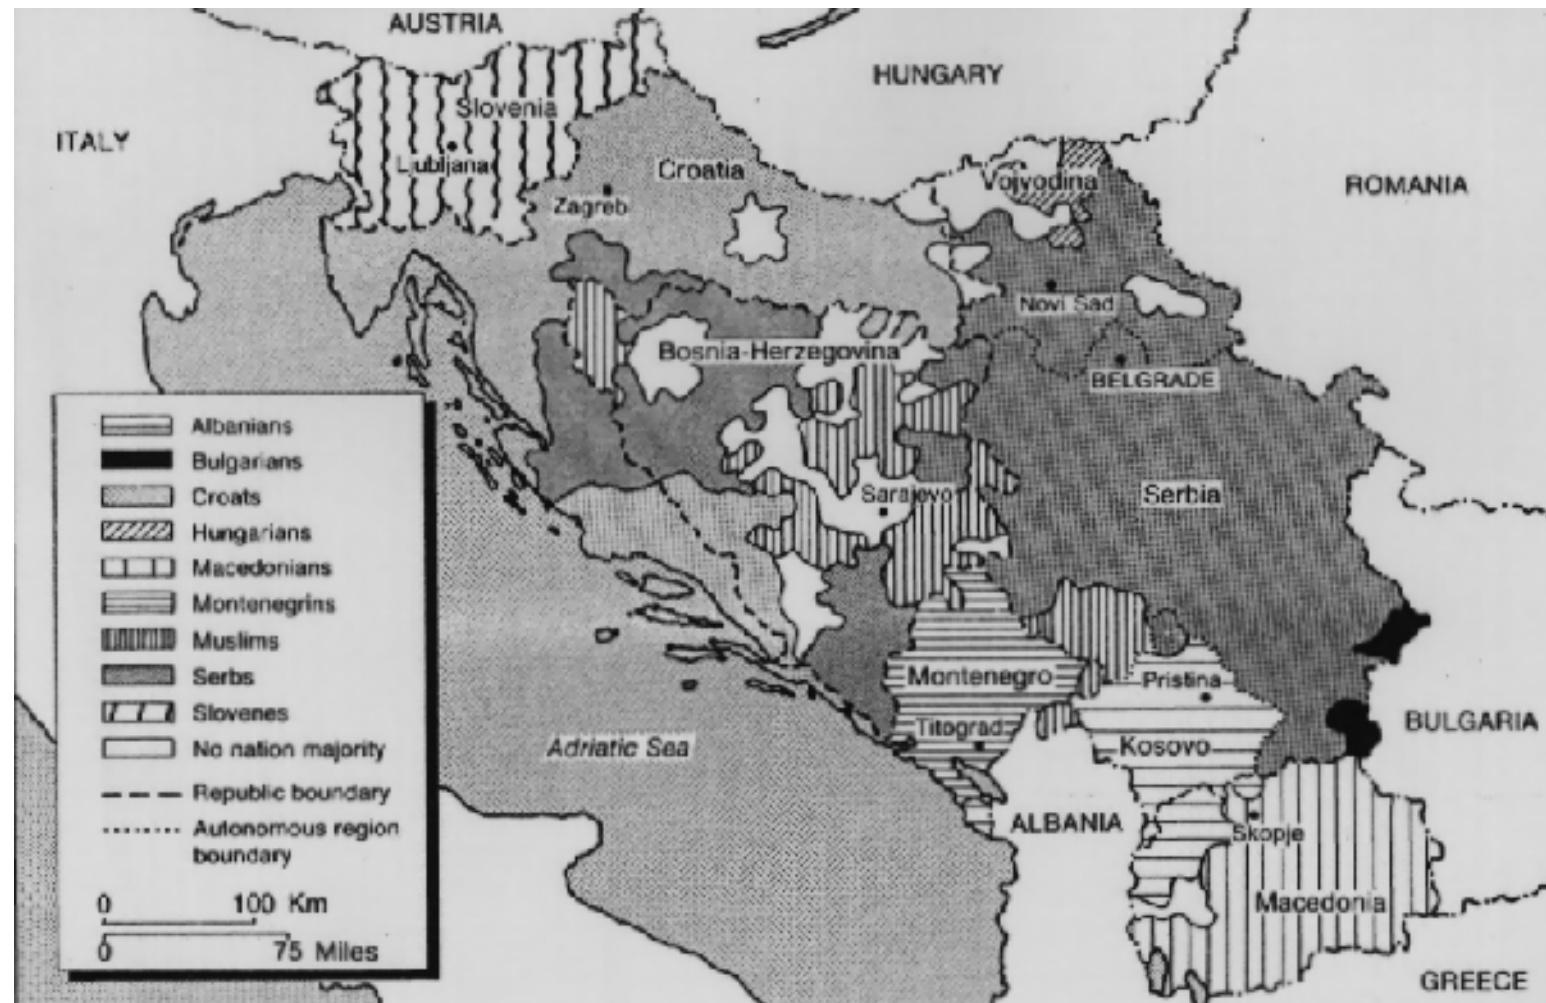 AUSTRIA
HUNGARY
ITALY
Slovenia
Ljubljana
Croatia
Zagreb
Vojvodina
ROMANIA
Novi Sad
Bosnia-Herzegovina
BELGRADE
Sarajevo
Serbia
Montenegro
Pristina
Titograd
Kosovo
BULGARIA
Adriatic Sea
ALBANIA
Skopje
Macedonia
GREECE
Albanians
Bulgarians
Croats
Hungarians
Macedonians
Montenegrins
Muslims
Serbs
Slovenes
No nation majority
Republic boundary
Autonomous region
boundary
0 100 Km
0 75 Miles